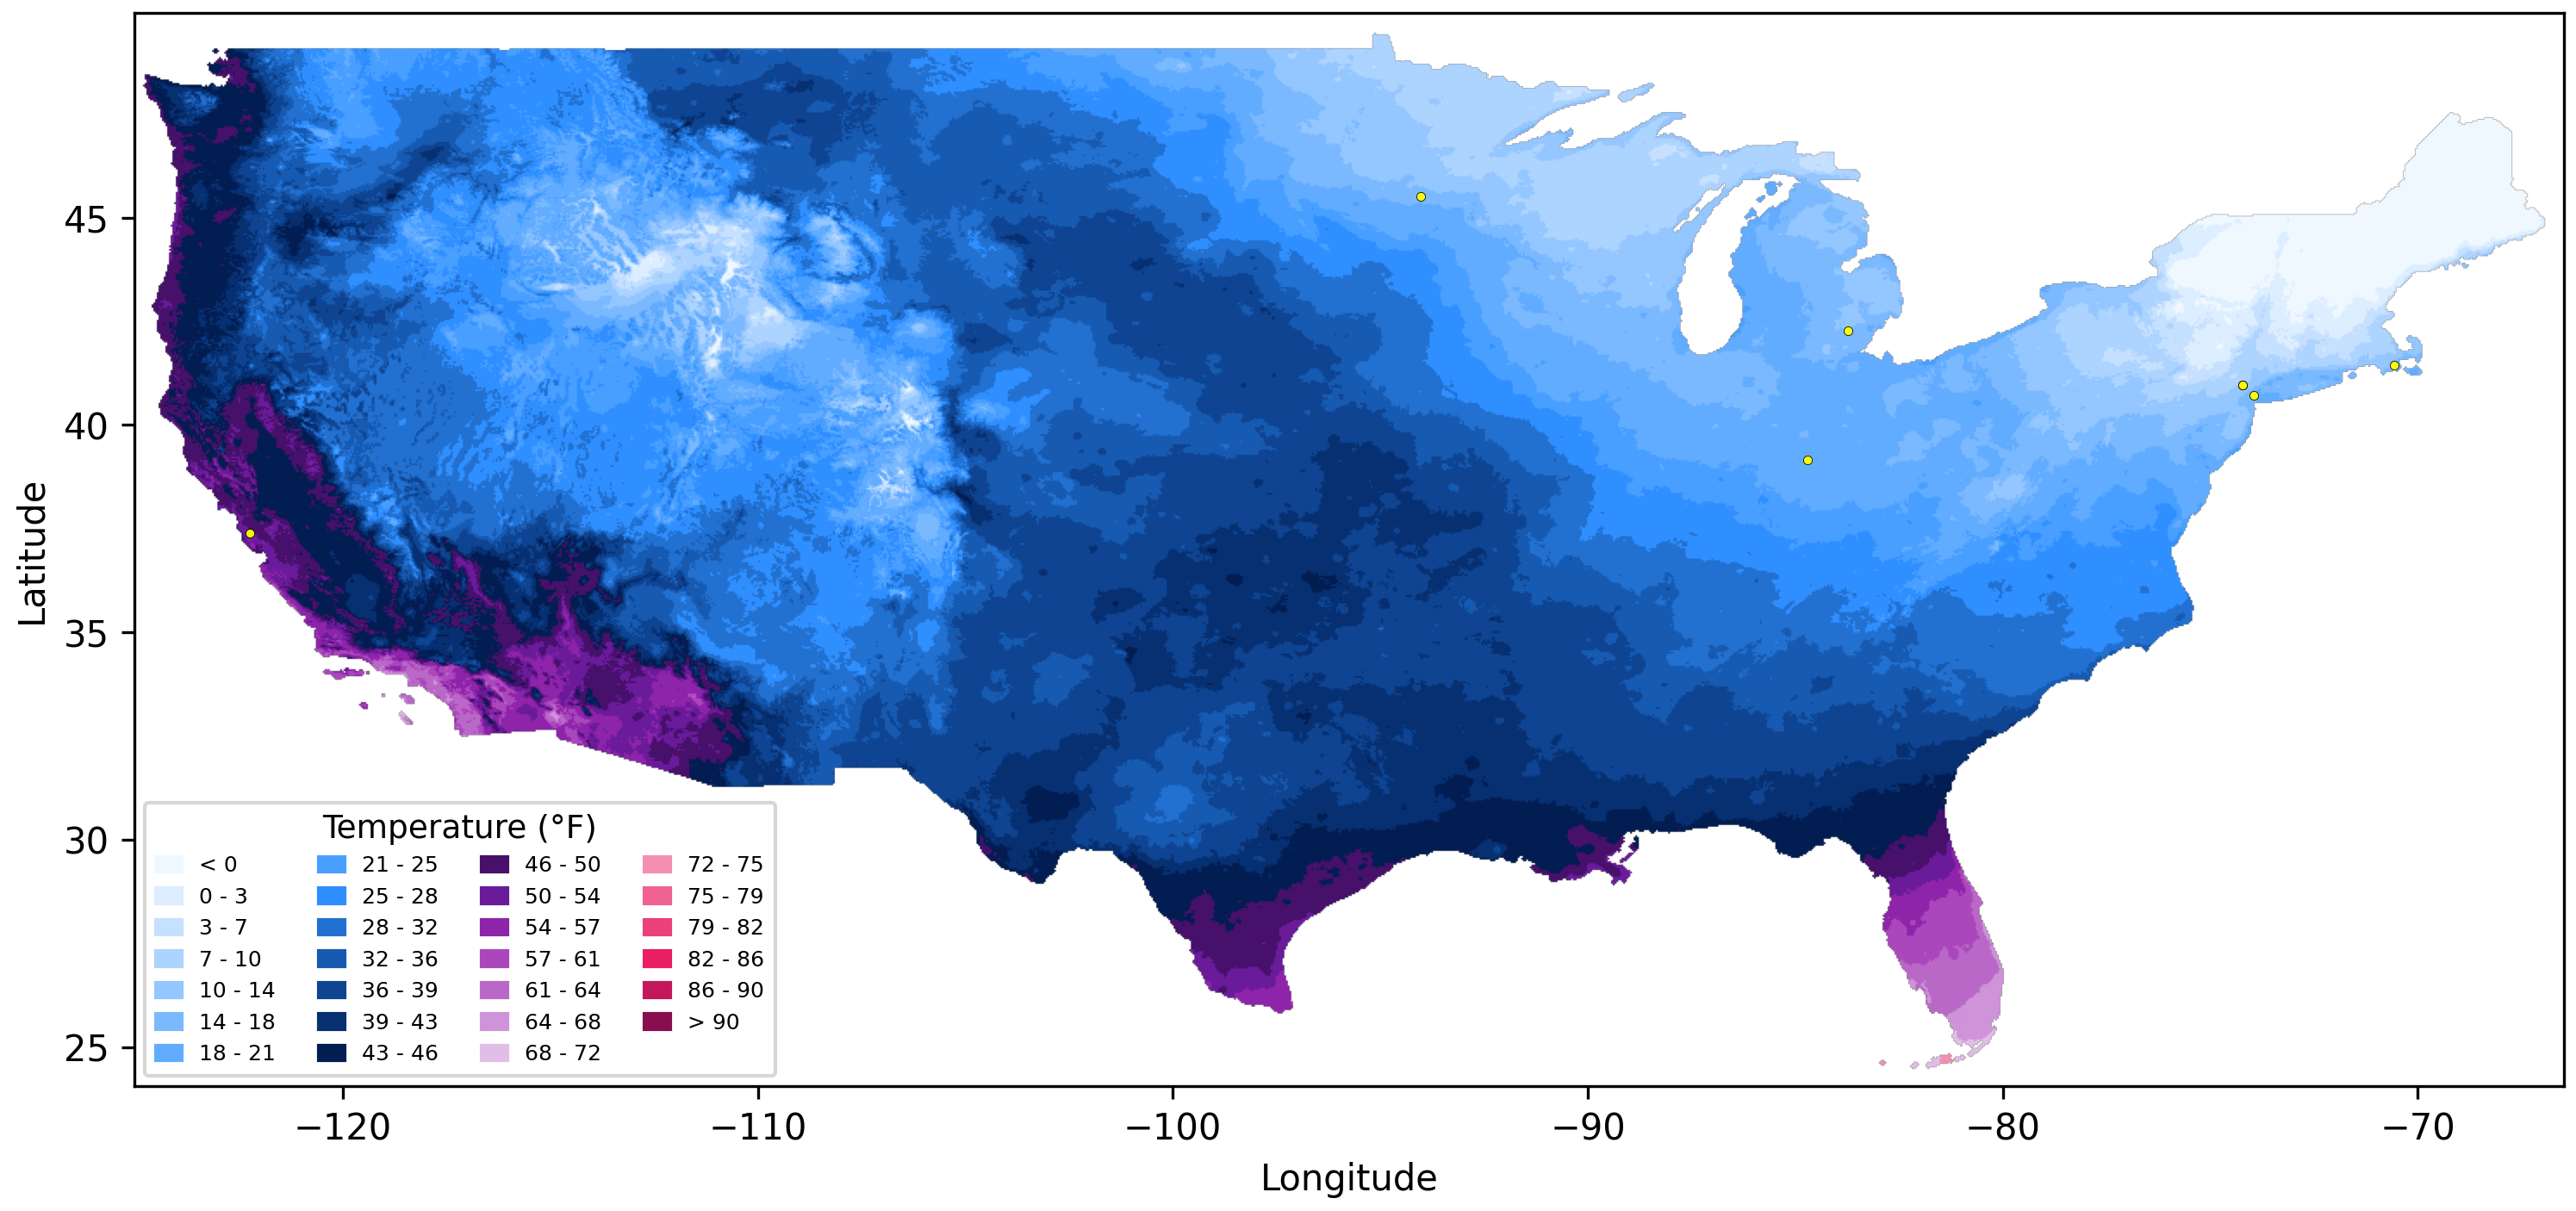 45
40
35
30
25
Latitude
Temperature (°F)
< 0
0 - 3
3 - 7
7 - 10
10 - 14
14 - 18
18 - 21
21 - 25
25 - 28
28 - 32
32 - 36
36 - 39
39 - 43
43 - 46
46 - 50
50 - 54
54 - 57
57 - 61
61 - 64
64 - 68
68 - 72
72 - 75
75 - 79
79 - 82
82 - 86
86 - 90
> 90
−120
−110
−100
−90
−80
−70
Longitude